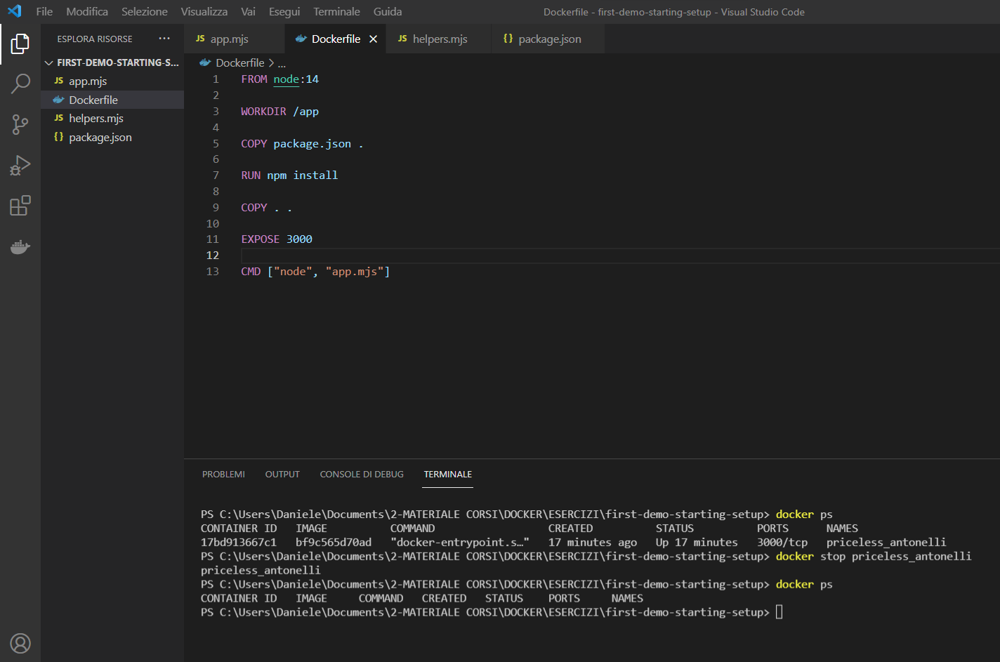 File Modifica Selezione Visualizza Vai Esegui Terminale Guida Dockerfile - first-demo-starting-setup - Visual Studio Code
ESPLORA RISORSE ...
FIRST-DEMO-STARTING-S...
JS app.mjs
Dockerfile
JS helpers.mjs
{} package.json
JS app.mjs Dockerfile × JS helpers.mjs {} package.json
Dockerfile > ...
1 FROM node:14
2
3 WORKDIR /app
4
5 COPY package.json .
6
7 RUN npm install
8
9 COPY . .
10
11 EXPOSE 3000
12
13 CMD ["node", "app.mjs"]
PROBLEMI OUTPUT CONSOLE DI DEBUG TERMINALE
PS C:\Users\Daniele\Documents\2-MATERIALE CORSI\DOCKER\ESERCIZI\first-demo-starting-setup> docker ps
CONTAINER ID IMAGE COMMAND CREATED STATUS PORTS NAMES
17bd913667c1 bf9c565d70ad "docker-entrypoint.s…" 17 minutes ago Up 17 minutes 3000/tcp priceless_antonelli
PS C:\Users\Daniele\Documents\2-MATERIALE CORSI\DOCKER\ESERCIZI\first-demo-starting-setup> docker stop priceless_antonelli
priceless_antonelli
PS C:\Users\Daniele\Documents\2-MATERIALE CORSI\DOCKER\ESERCIZI\first-demo-starting-setup> docker ps
CONTAINER ID IMAGE COMMAND CREATED STATUS PORTS NAMES
PS C:\Users\Daniele\Documents\2-MATERIALE CORSI\DOCKER\ESERCIZI\first-demo-starting-setup>